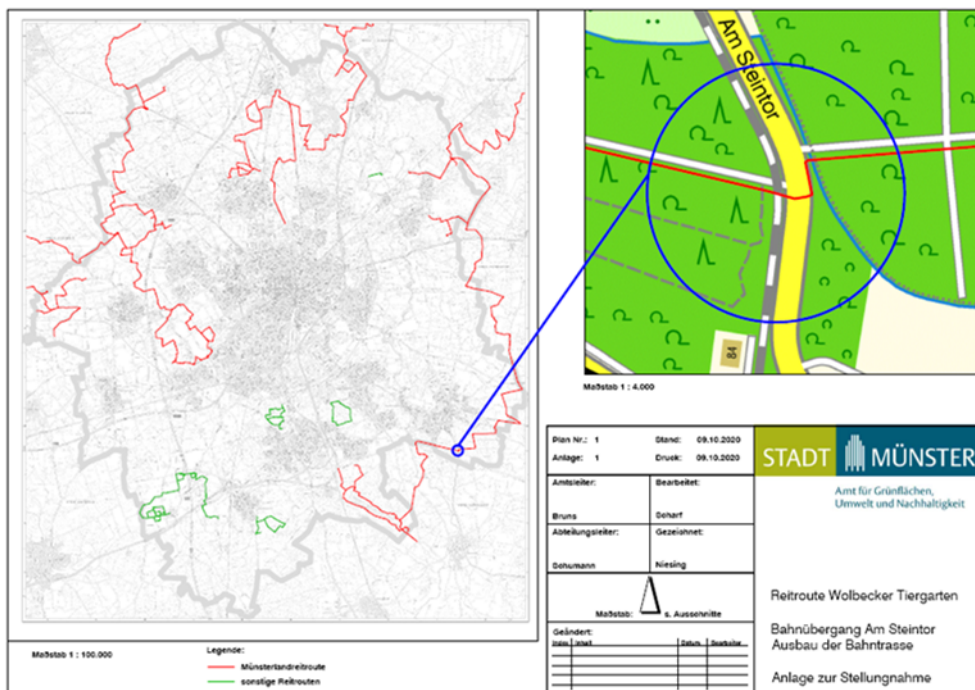 Am Steintor
84
Maßstab 1 : 4.000
Plan Nr.: 1 Stand: 09.10.2020
Anlage: 1 Druck: 09.10.2020
Amtsleiter: Bearbeitet:
Bruns Scharf
Abteilungsleiter: Gezeichnet:
Schumann Niesing
Maßstab: s. Ausschnitte
Geändert:
Index Inhalt Datum Bearbeiter
STADT MÜNSTER
Amt für Grünflächen,
Umwelt und Nachhaltigkeit
Reitroute Wolbecker Tiergarten
Bahnübergang Am Steintor
Ausbau der Bahntrasse
Anlage zur Stellungnahme
Maßstab 1 : 100.000
Legende:
Münsterlandreitroute
sonstige Reitrouten